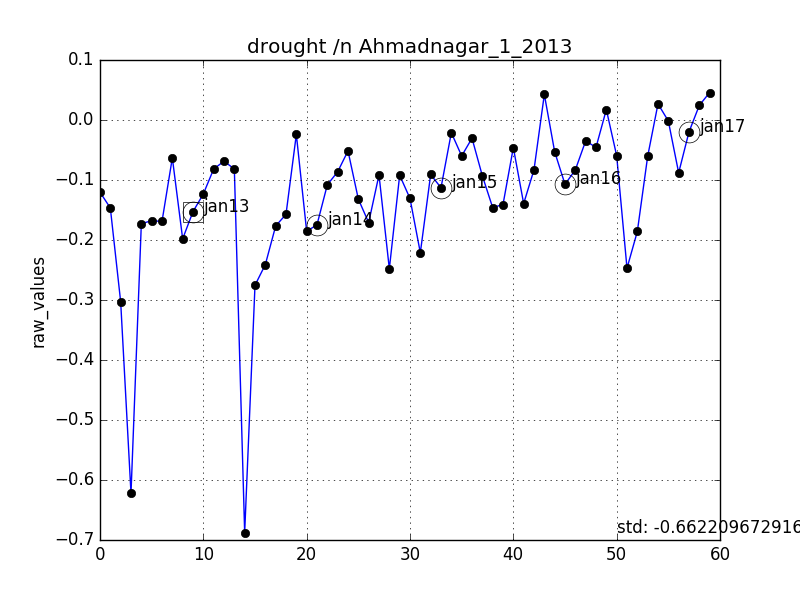 drought /n Ahmadnagar_1_2013
0.1
0.0
−0.1
−0.2
−0.3
−0.4
−0.5
−0.6
−0.7
raw_values
jan13
jan14
jan15
jan16
jan17
std: -0.662209672916
0 10 20 30 40 50 60